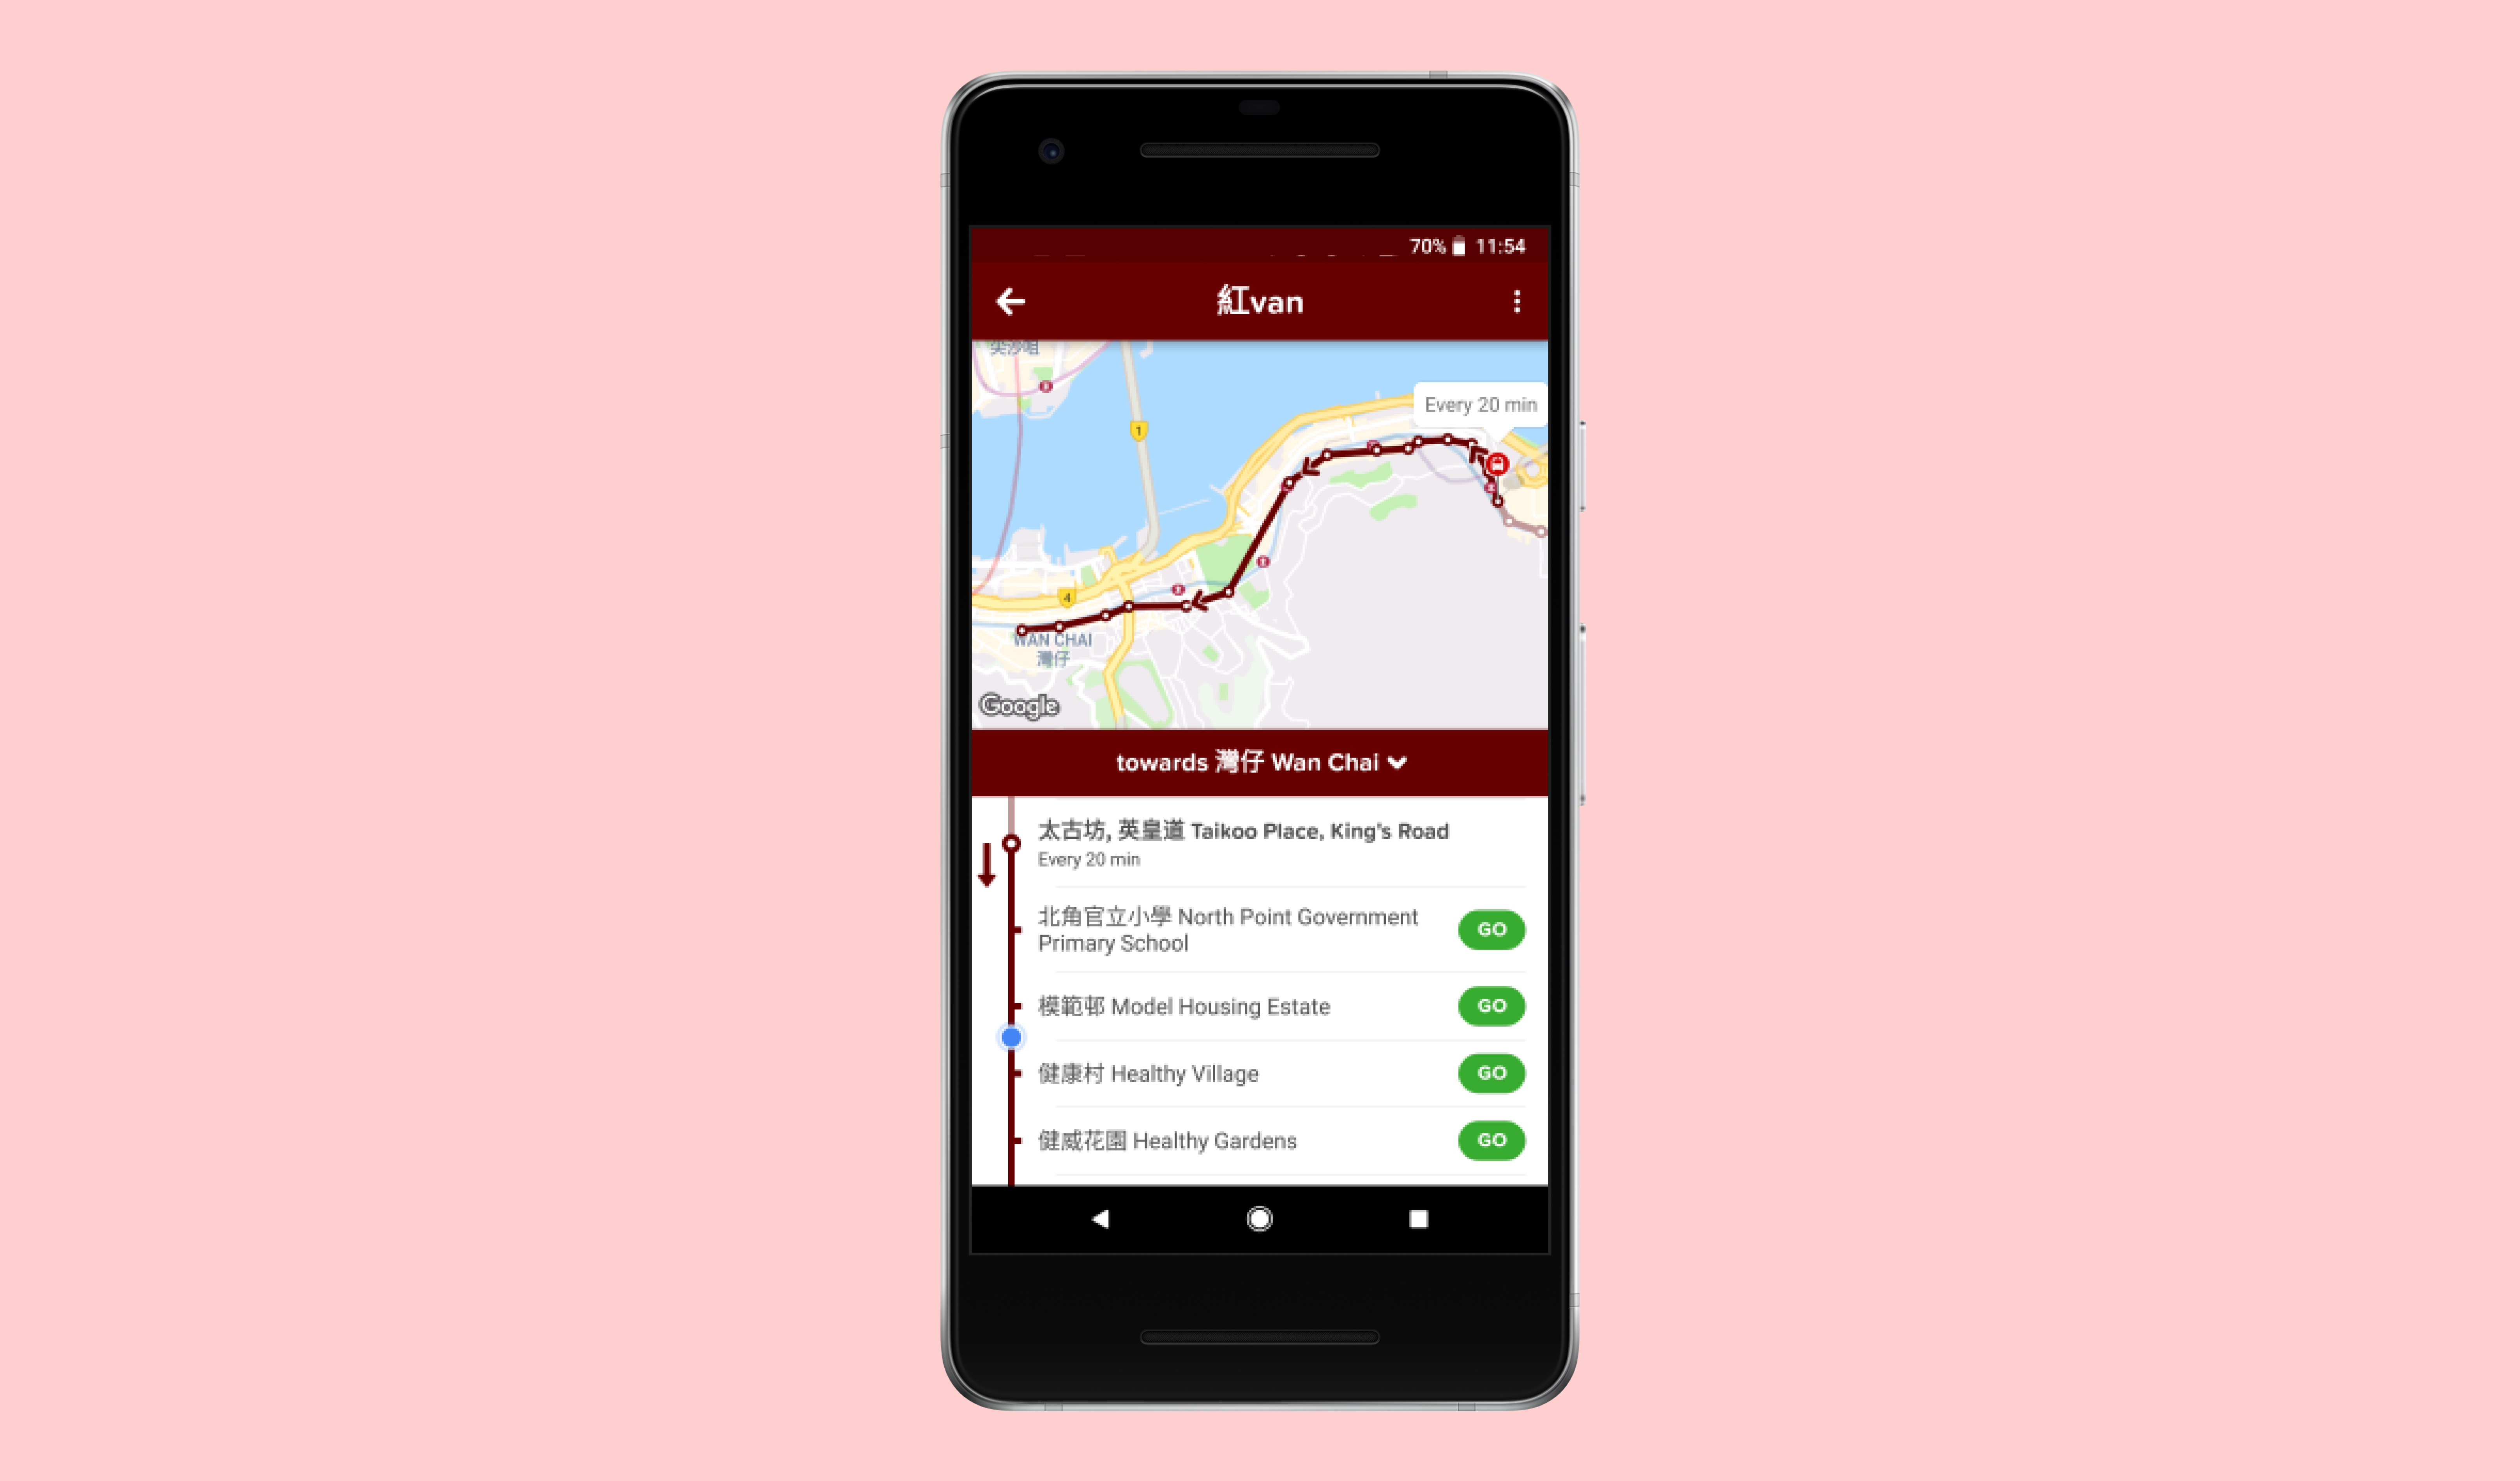 70% 11:54
紅van
尖沙咀
Every 20 min
1
4
WAN CHAI
灣仔
Google
towards 灣仔 Wan Chai
太古坊, 英皇道 Taikoo Place, King's Road
Every 20 min
北角官立小學 North Point Government
Primary School
GO
模範邨 Model Housing Estate
GO
健康村 Healthy Village
GO
健威花園 Healthy Gardens
GO